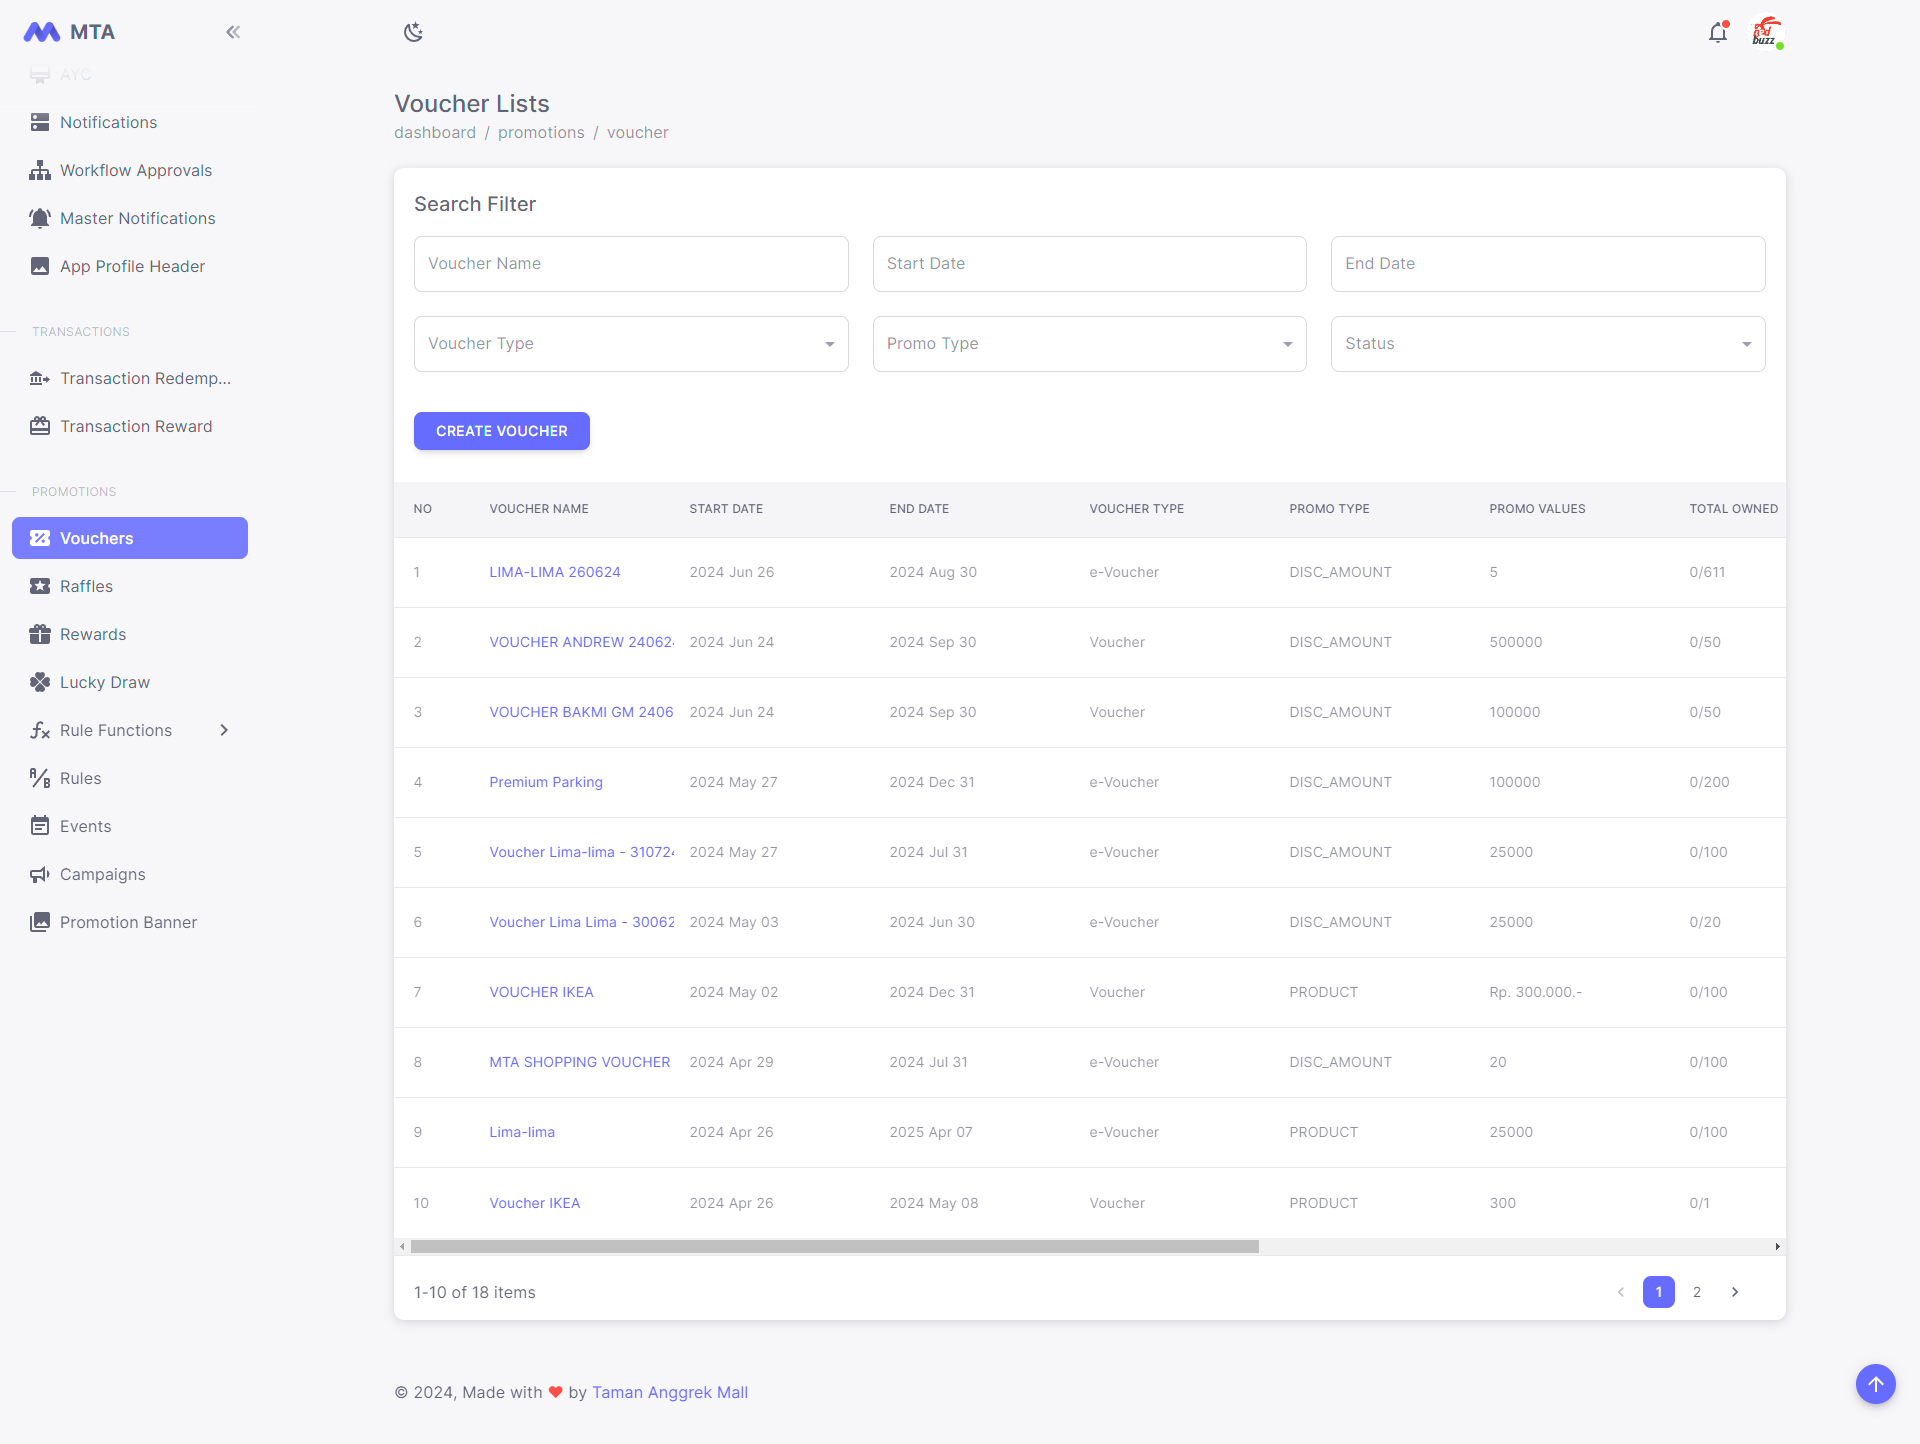 MTA
AYC
Notifications
Workflow Approvals
Master Notifications
App Profile Header
TRANSACTIONS
Transaction Redemp...
Transaction Reward
PROMOTIONS
Vouchers
Raffles
Rewards
Lucky Draw
Rule Functions
Rules
Events
Campaigns
Promotion Banner
buzz
Voucher Lists
dashboard / promotions / voucher
Search Filter
Voucher Name Start Date End Date
Voucher Type Promo Type Status
CREATE VOUCHER
NO VOUCHER NAME START DATE END DATE VOUCHER TYPE PROMO TYPE PROMO VALUES TOTAL OWNED
1 LIMA-LIMA 260624 2024 Jun 26 2024 Aug 30 e-Voucher DISC_AMOUNT 5 0/611
2 VOUCHER ANDREW 240624 2024 Jun 24 2024 Sep 30 Voucher DISC_AMOUNT 500000 0/50
3 VOUCHER BAKMI GM 2406 2024 Jun 24 2024 Sep 30 Voucher DISC_AMOUNT 100000 0/50
4 Premium Parking 2024 May 27 2024 Dec 31 e-Voucher DISC_AMOUNT 100000 0/200
5 Voucher Lima-lima - 310724 2024 May 27 2024 Jul 31 e-Voucher DISC_AMOUNT 25000 0/100
6 Voucher Lima Lima - 30062 2024 May 03 2024 Jun 30 e-Voucher DISC_AMOUNT 25000 0/20
7 VOUCHER IKEA 2024 May 02 2024 Dec 31 Voucher PRODUCT Rp. 300.000.- 0/100
8 MTA SHOPPING VOUCHER 2024 Apr 29 2024 Jul 31 e-Voucher DISC_AMOUNT 20 0/100
9 Lima-lima 2024 Apr 26 2025 Apr 07 e-Voucher PRODUCT 25000 0/100
10 Voucher IKEA 2024 Apr 26 2024 May 08 Voucher PRODUCT 300 0/1
1-10 of 18 items 1 2
© 2024, Made with ❤ by Taman Anggrek Mall